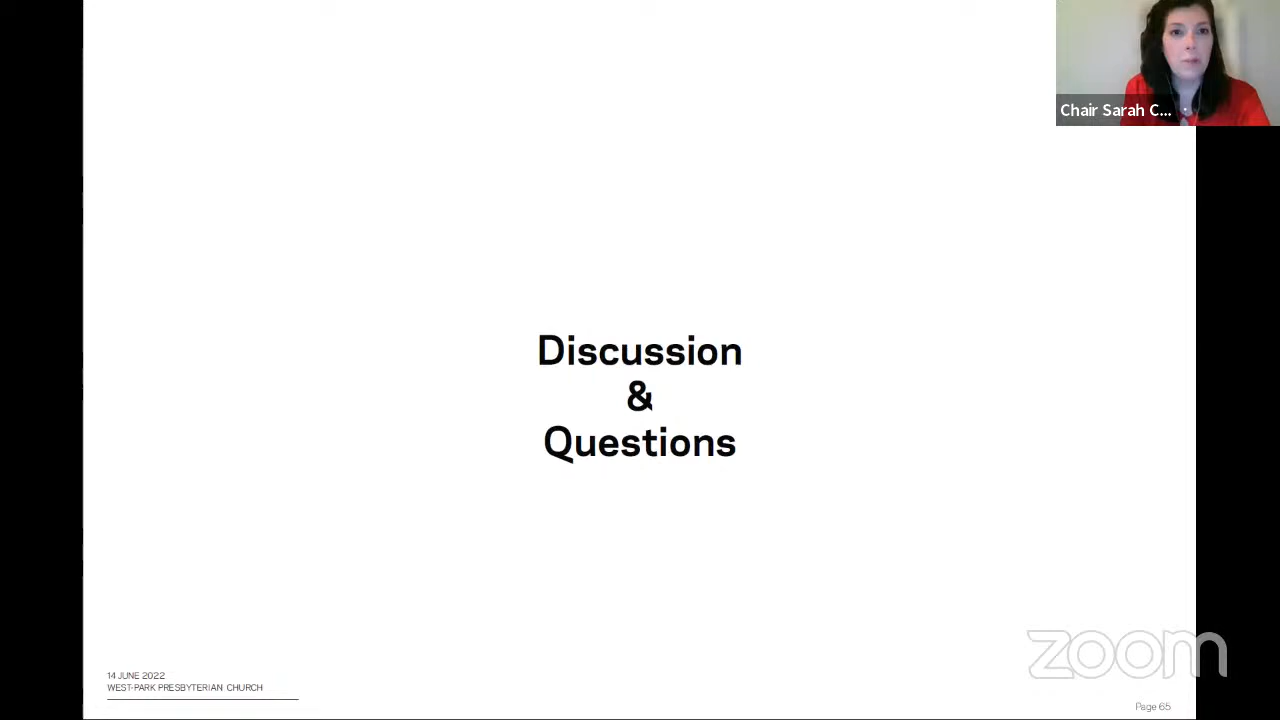 Chair Sarah C...
Discussion
&
Questions
zoom
14 JUNE 2022
WEST-PARK PRESBYTERIAN CHURCH
Page 65